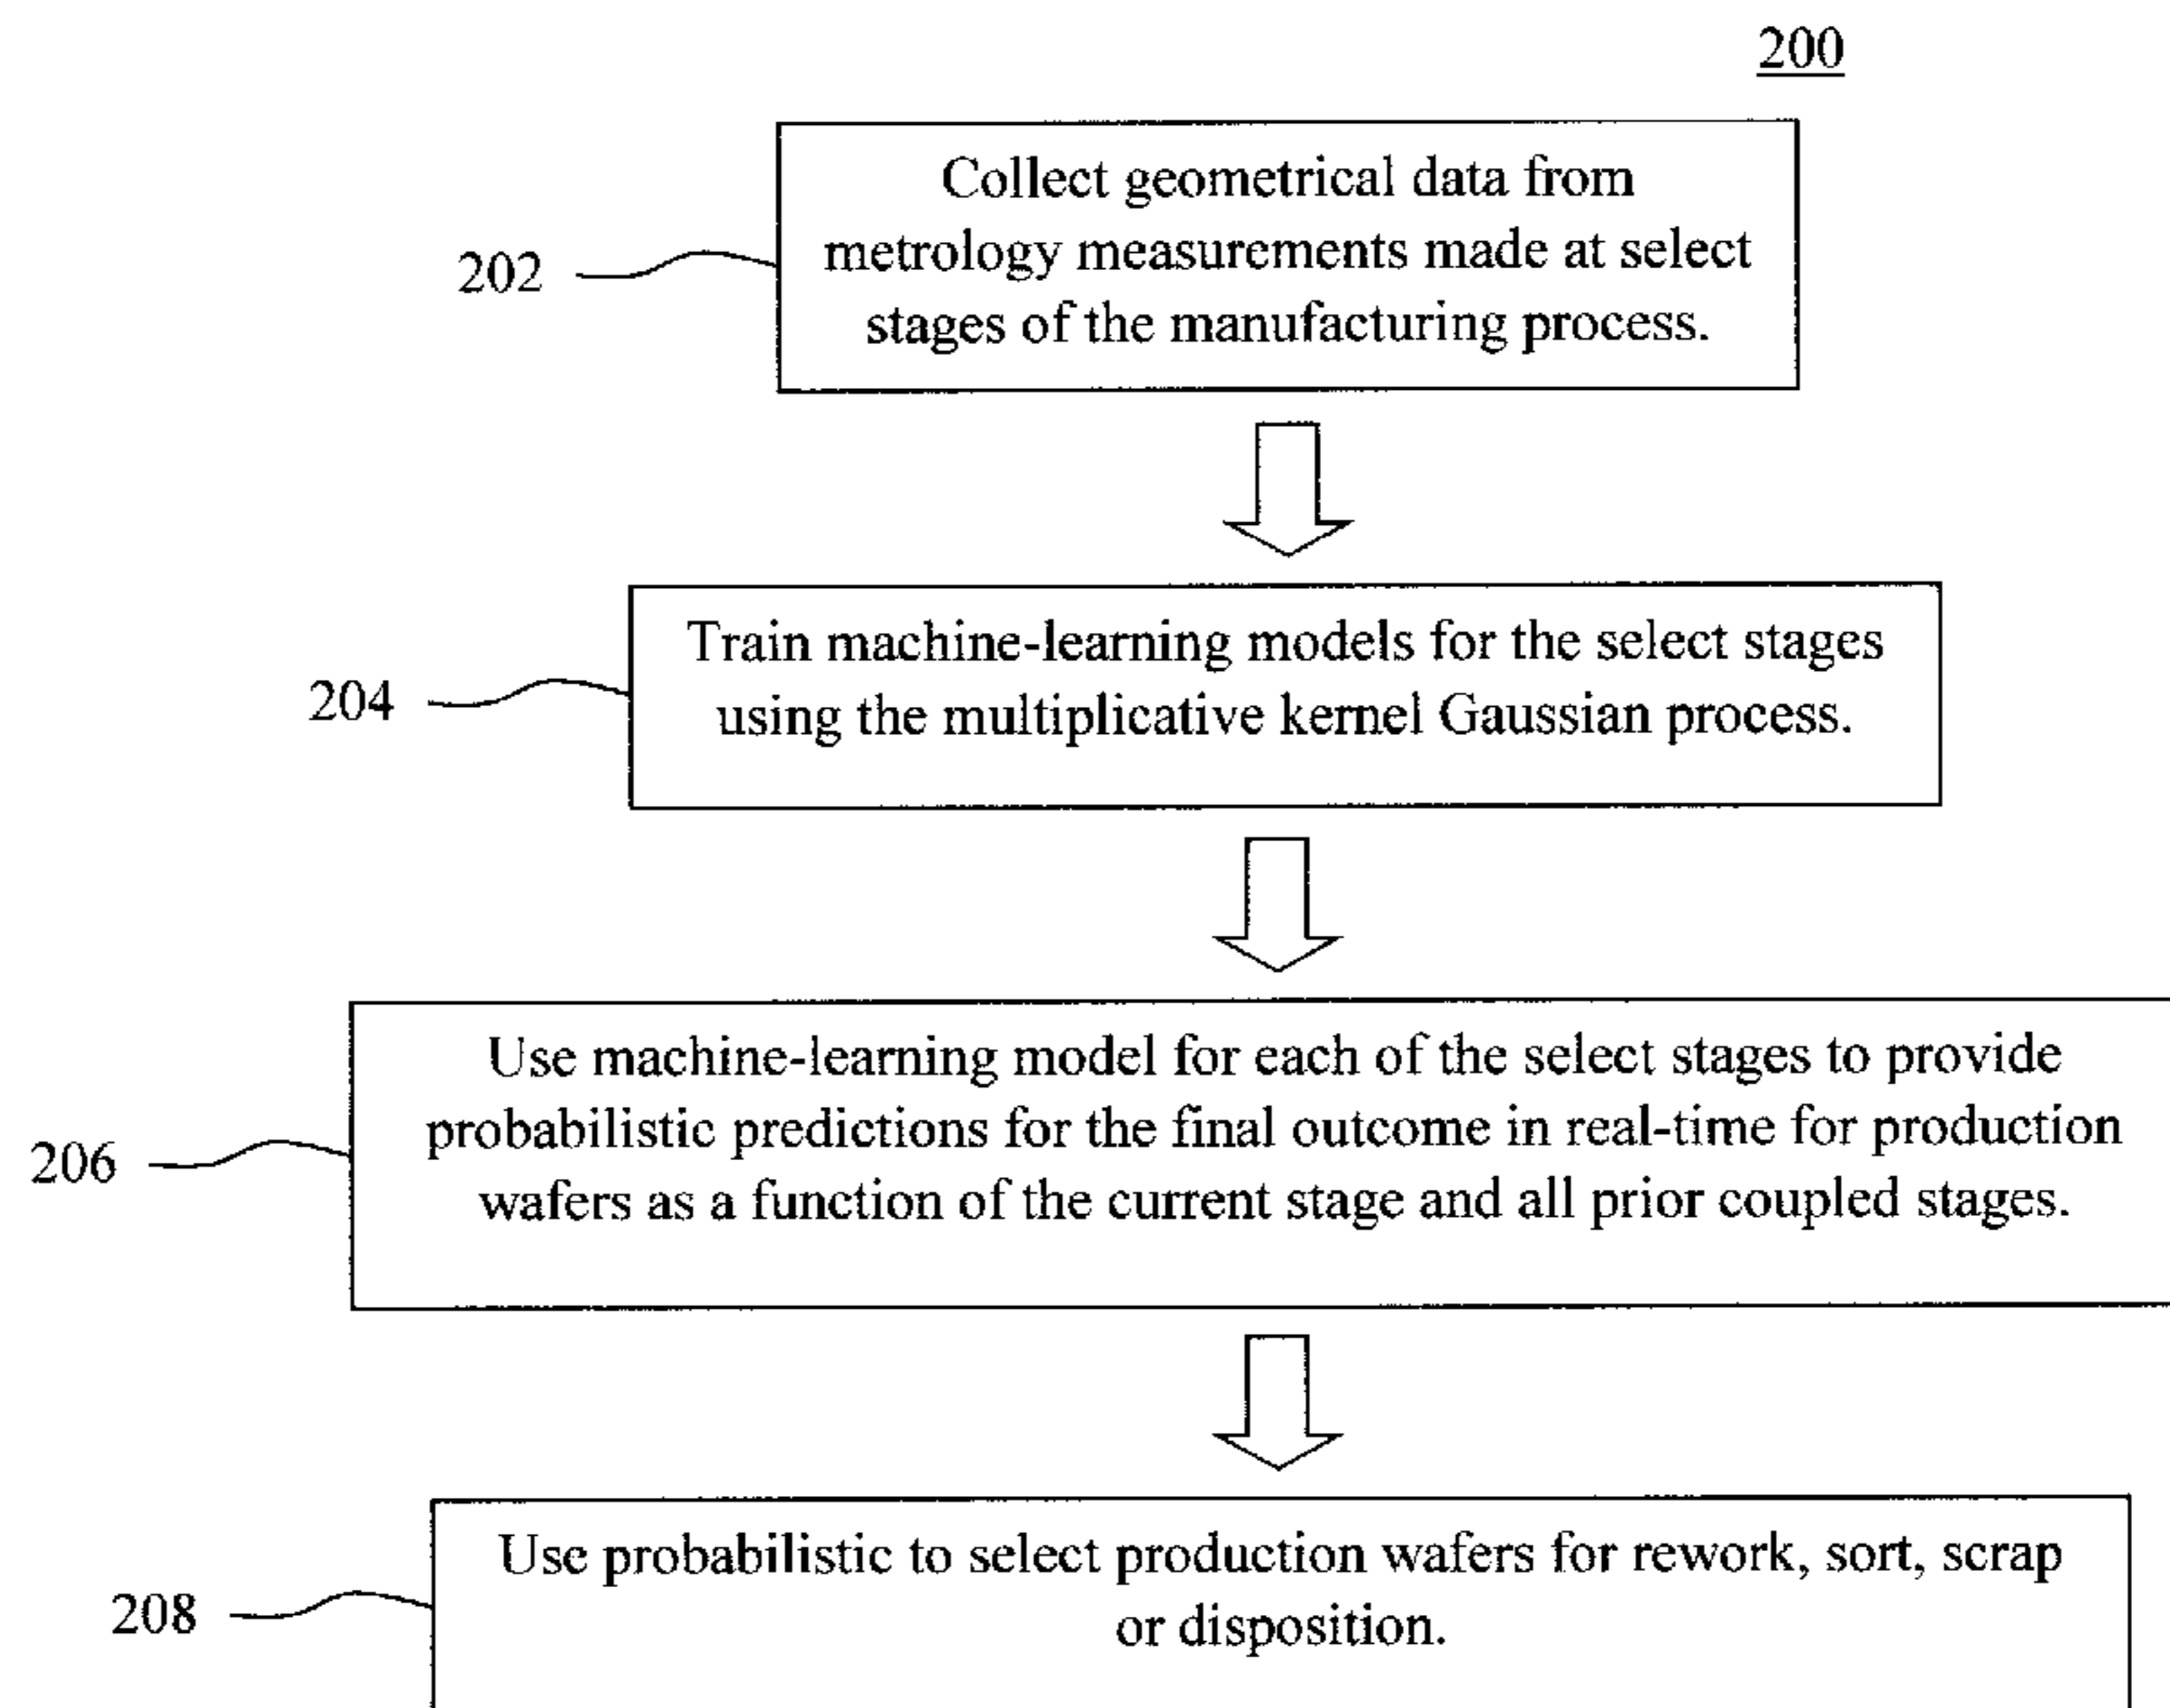 200
Collect geometrical data from
202
metrology measurements made at select
stages of the manufacturing process.
Train machine-learning models for the select stages
204
using the multiplicative kernel Gaussian process.
Use machine-learning model for each of the select stages to provide
probabilistic predictions for the final outcome in real-time for production
206
wafers as a function of the current stage and all prior coupled stages.
Use probabilistic to select production wafers for rework, sort, scrap
208
or disposition.